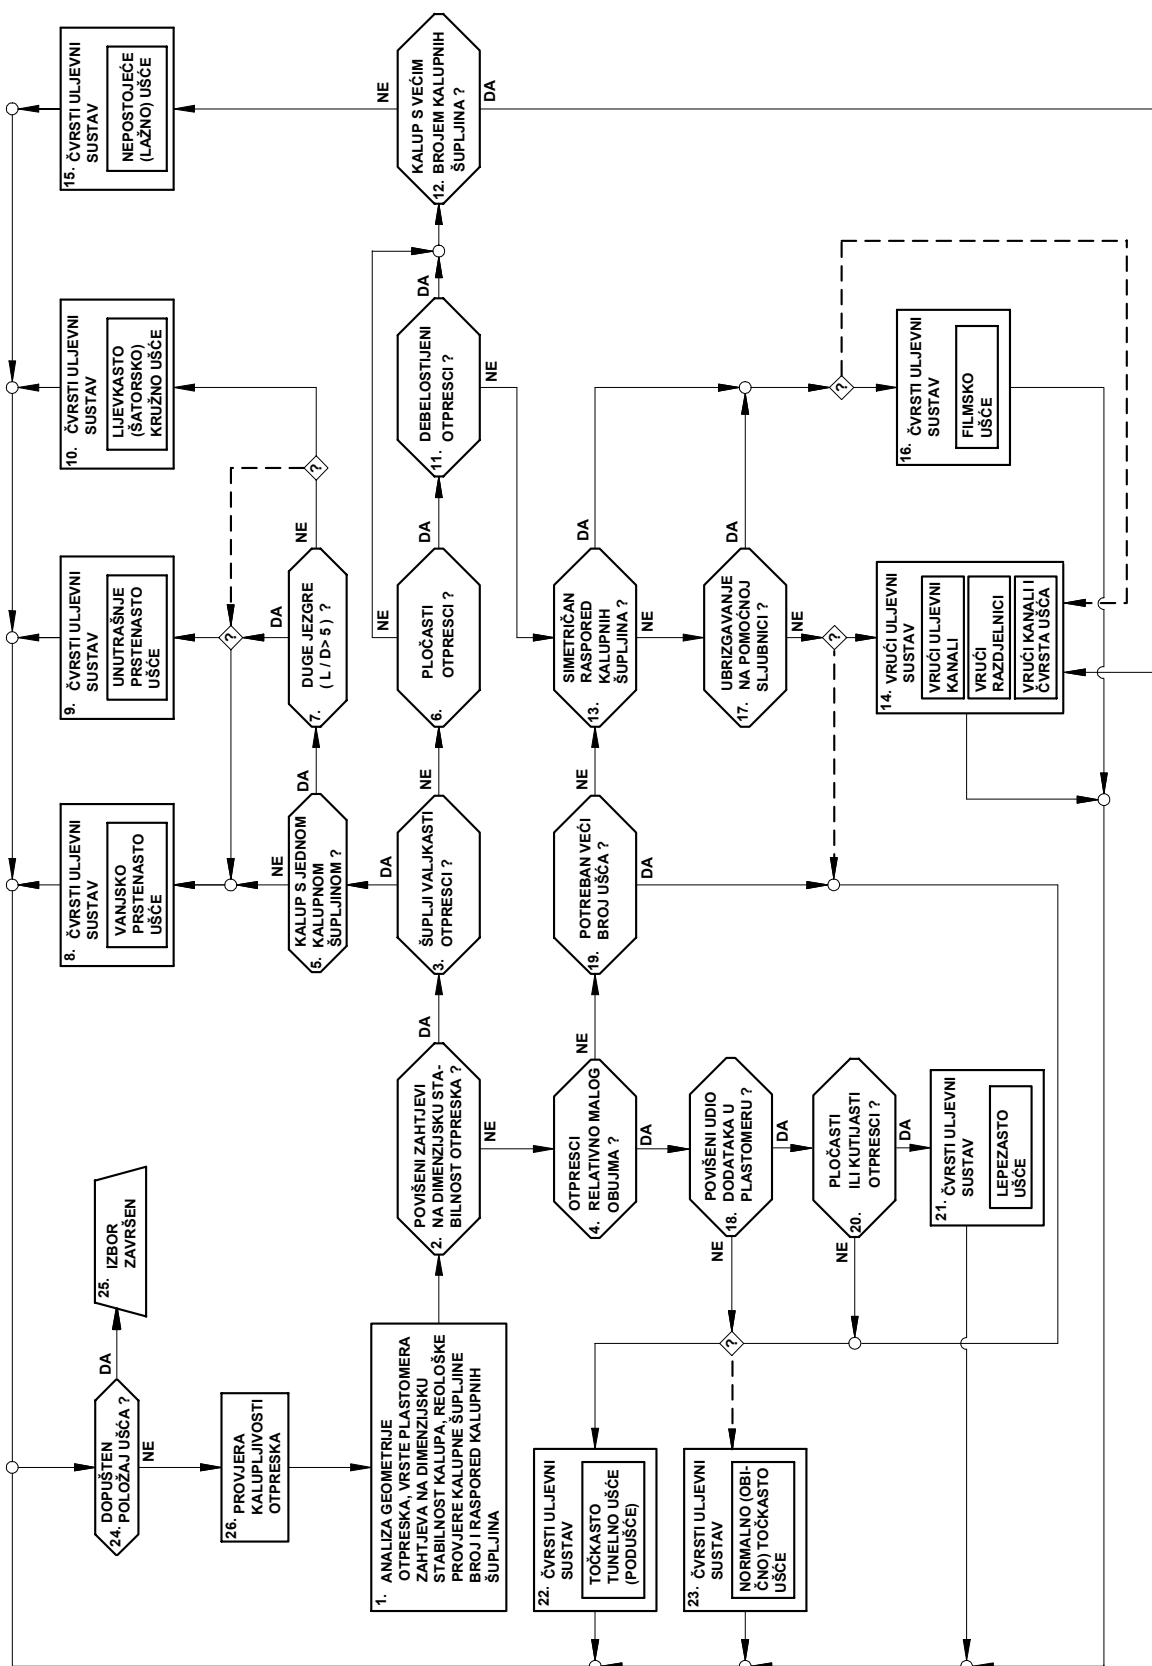 1. ANALIZA GEOMETRIJE
OTPRESKA, VRSTE PLASTOMERA
ZAHTJEVA NA DIMENZIJSKU
STABILNOST KALUPA, REOLOŠKE
PROVJERE KALUPNE ŠUPLJINE
BROJ I RASPORED KALUPNIH
ŠUPLJINA
2. POVIŠENI ZAHTJEVI
NA DIMENZIJSKU STA-
BILNOST OTPRESKA ?
DA
NE
3. ŠUPLJI VALJKASTI
OTPRESCI ?
DA
NE
4. OTPRESCI
RELATIVNO MALOG
OBUJMA ?
NE
DA
5. KALUP S JEDNOM
KALUPNOM
ŠUPLJINOM ?
NE
DA
6. PLOČASTI
OTPRESCI ?
NE
DA
7. DUGE JEZGRE
( L / D> 5 ) ?
DA
NE
?
?
8. ČVRSTI ULJEVNI
SUSTAV
VANJSKO
PRSTENASTO
UŠĆE
9. ČVRSTI ULJEVNI
SUSTAV
UNUTRAŠNJE
PRSTENASTO
UŠĆE
10. ČVRSTI ULJEVNI
SUSTAV
LIJEVKASTO
(ŠATORSKO)
KRUŽNO UŠĆE
11. DEBELOSTIJENI
OTPRESCI ?
DA
NE
12. KALUP S VEĆIM
BROJEM KALUPNIH
ŠUPLJINA ?
NE
DA
13. SIMETRIČAN
RASPORED
KALUPNIH
ŠUPLJINA ?
DA
NE
14. VRUĆI ULJEVNI
SUSTAV
VRUĆI ULJEVNI
KANALI
VRUĆI
RAZDJELNICI
VRUĆI KANALI I
ČVRSTA UŠĆA
15. ČVRSTI ULJEVNI
SUSTAV
NEPOSTOJEĆE
(LAŽNO) UŠĆE
16. ČVRSTI ULJEVNI
SUSTAV
FILMSKO
UŠĆE
?
17. UBRIZGAVANJE
NA POMOĆNOJ
SLJUBNICI ?
DA
NE
?
18. POVIŠENI UDIO
DODATAKA U
PLASTOMERU ?
NE
DA
19. POTREBAN VEĆI
BROJ UŠĆA ?
NE
DA
20. PLOČASTI
ILI KUTIJASTI
OTPRESCI ?
NE
DA
21. ČVRSTI ULJEVNI
SUSTAV
LEPEZASTO
UŠĆE
?
22. ČVRSTI ULJEVNI
SUSTAV
TOČKASTO
TUNELNO UŠĆE
(PODUŠĆE)
23. ČVRSTI ULJEVNI
SUSTAV
NORMALNO (OBI-
ČNO) TOČKASTO
UŠĆE
24. DOPUŠTEN
POLOŽAJ UŠĆA ?
DA
NE
25. IZBOR
ZAVRŠEN
26. PROVJERA
KALUPLJIVOSTI
OTPRESKA